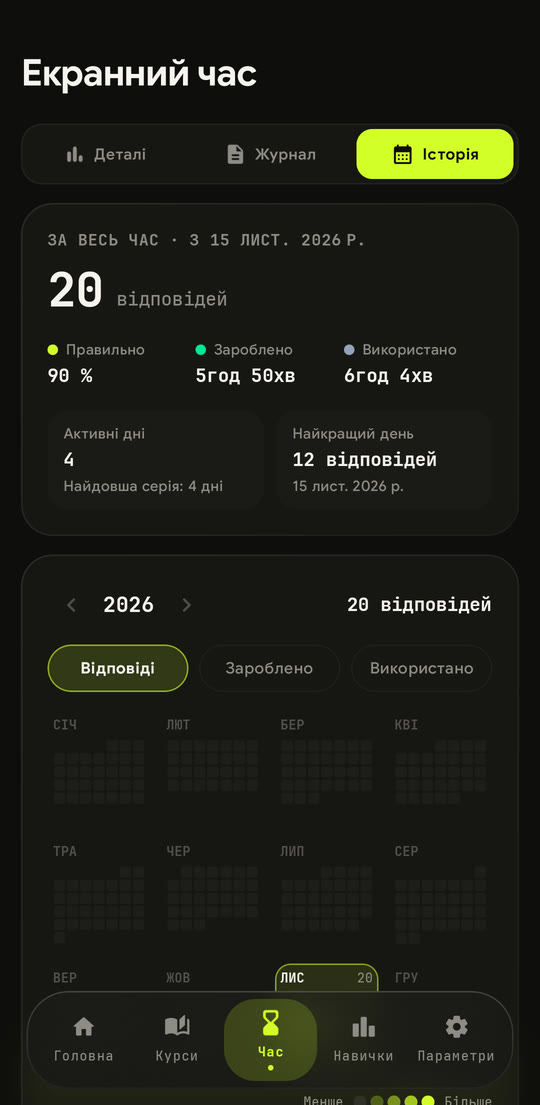 Екранний час
Деталі Журнал Історія
ЗА ВЕСЬ ЧАС · З 15 ЛИСТ. 2026 Р.
20 відповідей
Правильно Зароблено Використано
90 % 5год 50хв 6год 4хв
Активні дні Найкращий день
4 12 відповідей
Найдовша серія: 4 дні 15 лист. 2026 р.
2026 20 відповідей
Відповіді Зароблено Використано
СІЧ ЛЮТ БЕР КВІ
ТРА ЧЕР ЛИП СЕР
ВЕР ЖОВ ЛИС 20 ГРУ
Головна Курси Час Навички Параметри
Менше Більше